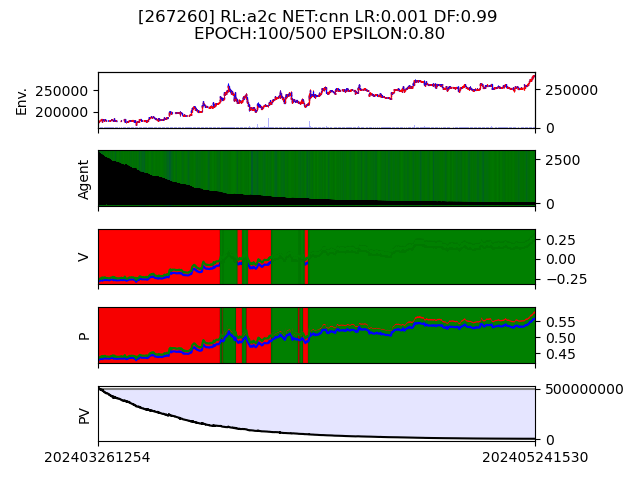 [267260] RL:a2c NET:cnn LR:0.001 DF:0.99
EPOCH:100/500 EPSILON:0.80
Env.
250000
200000
250000
0
Agent
2500
0
V
0.25
0.00
−0.25
P
0.55
0.50
0.45
PV
500000000
0
202403261254
202405241530